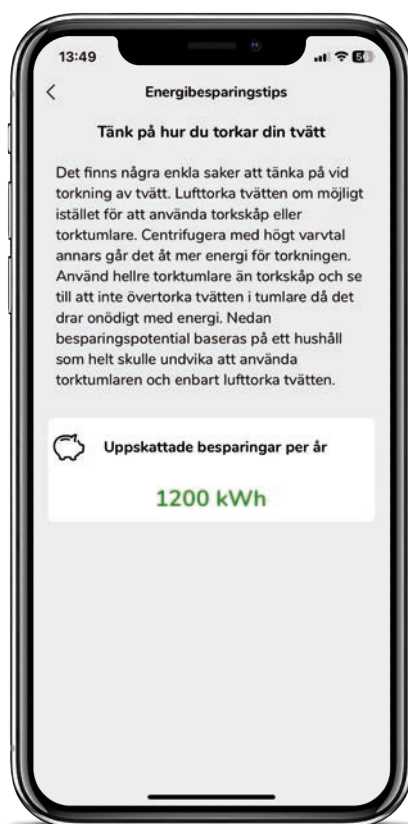 13:49
50
Energibesparingstips
Tänk på hur du torkar din tvätt
Det finns några enkla saker att tänka på vid
torkning av tvätt. Lufttorka tvätten om möjligt
istället för att använda torkskåp eller
torktumlare. Centrifugera med högt varvtal
annars går det åt mer energi för torkningen.
Använd hellre torktumlare än torkskåp och se
till att inte övertorka tvätten i tumlare då det
drar onödigt med energi. Nedan
besparingspotential baseras på ett hushåll
som helt skulle undvika att använda
torktumlaren och enbart lufttorka tvätten.
Uppskattade besparingar per år
1200 kWh